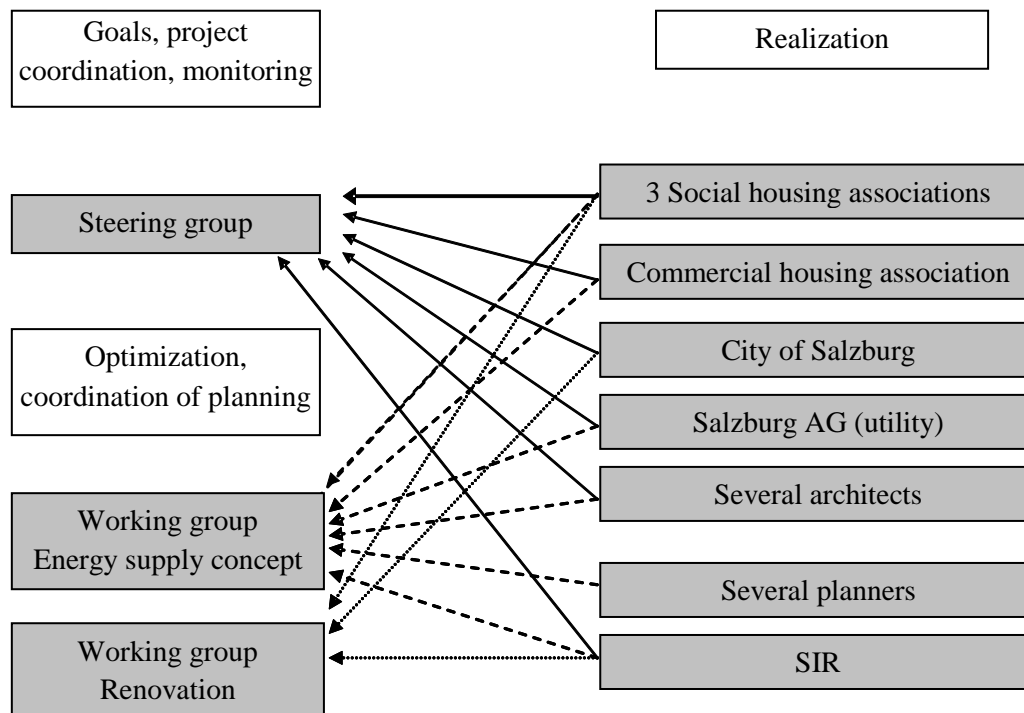 Goals, project
coordination, monitoring
Realization
Steering group
Optimization,
coordination of planning
Working group
Energy supply concept
Working group
Renovation
3 Social housing associations
Commercial housing association
City of Salzburg
Salzburg AG (utility)
Several architects
Several planners
SIR